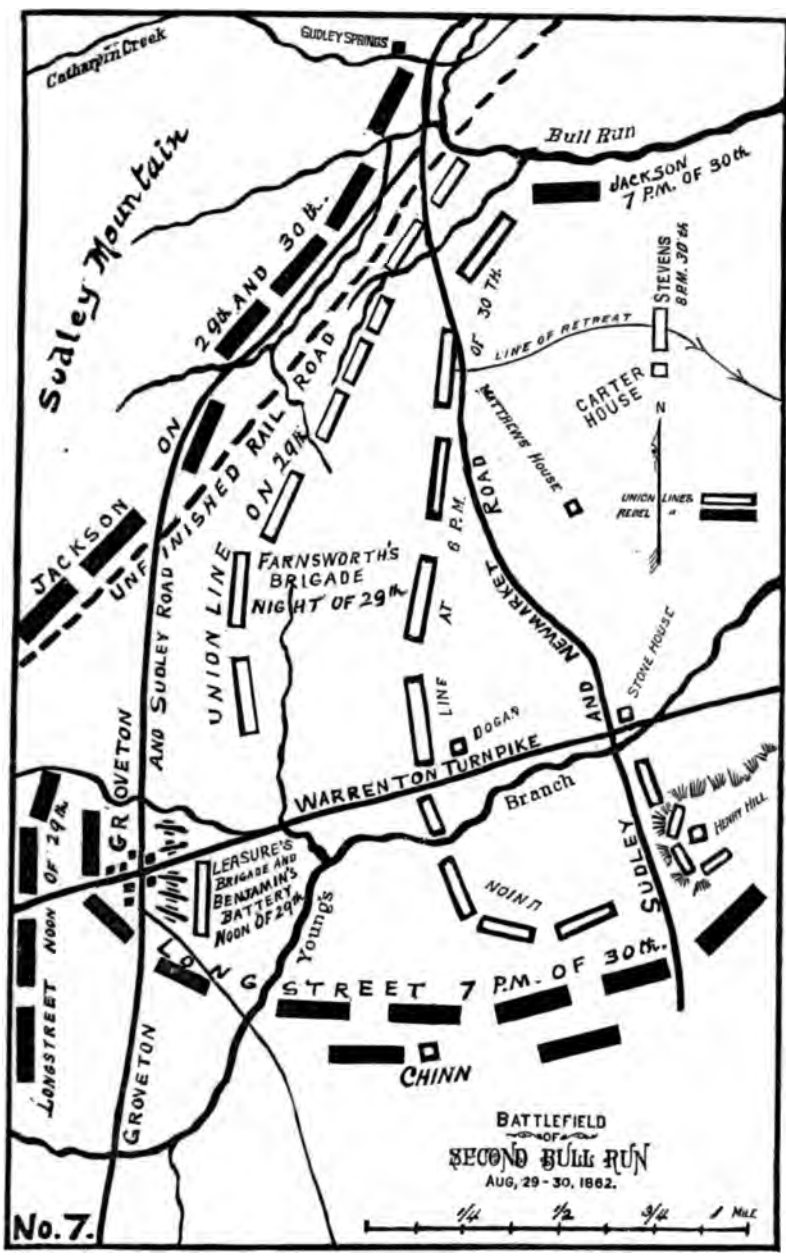 GUDLEY SPRINGS
Catharpin Creek
Bull Run
Sudley Mountain
JACKSON
7 P.M. OF 30th
STEVENS
8 P.M. 30th
LINE OF RETREAT
CARTER
HOUSE
MATTHEWS HOUSE
N
UNION LINES
REBEL "
JACKSON ON 29th AND 30th.
UNFINISHED RAIL ROAD
UNION LINE ON 29th
FARNSWORTH'S
BRIGADE
NIGHT OF 29th
UNION LINE AT 6 P.M. OF 30TH.
SUDLEY AND NEWMARKET ROAD
STONE HOUSE
DOGAN
WARRENTON TURNPIKE
Young's Branch
HENRY HILL
GROVETON
GROVETON AND SUDLEY ROAD
LEASURE'S
BRIGADE AND
BENJAMIN'S
BATTERY
NOON OF 29th
LONGSTREET NOON OF 29th
LONGSTREET 7 P.M. OF 30th.
CHINN
BATTLEFIELD
OF
SECOND BULL RUN
AUG, 29-30, 1862.
No. 7.
1/4 1/2 3/4 1 MILE